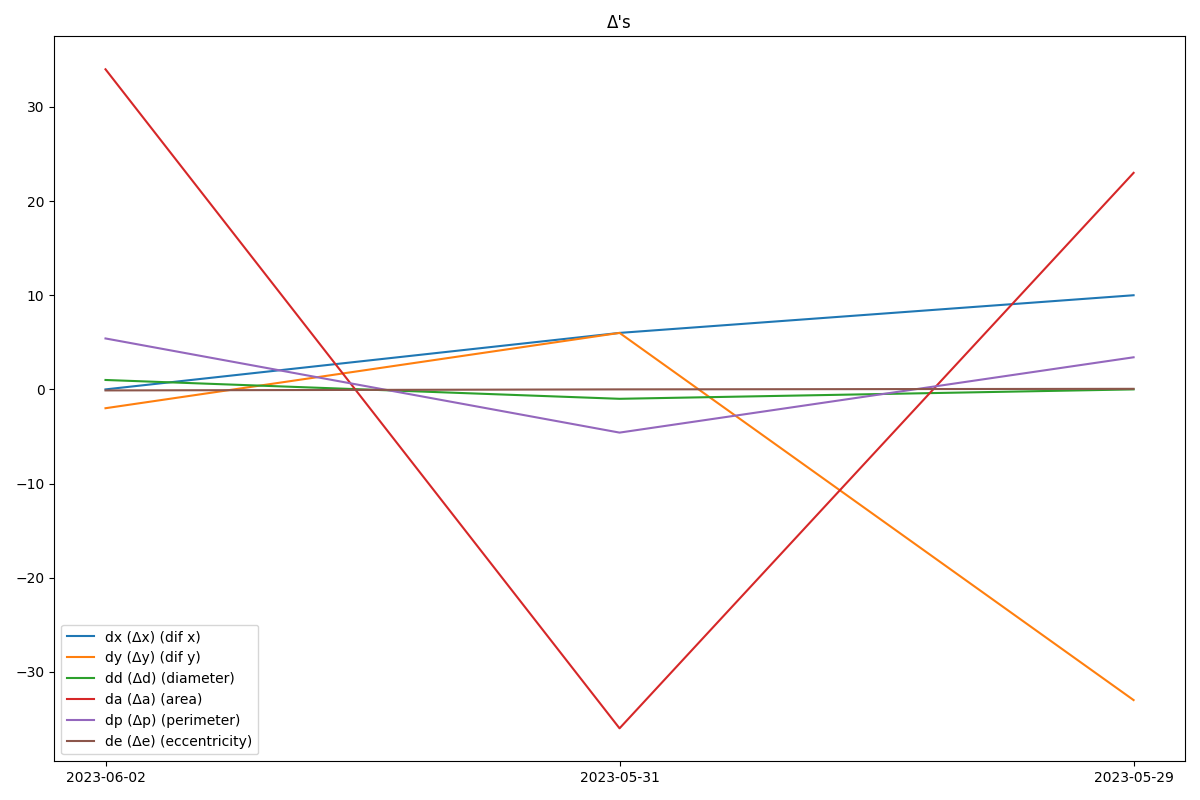 Δ's
30
20
10
0
−10
−20
−30
dx (Δx) (dif x)
dy (Δy) (dif y)
dd (Δd) (diameter)
da (Δa) (area)
dp (Δp) (perimeter)
de (Δe) (eccentricity)
2023-06-02 2023-05-31 2023-05-29